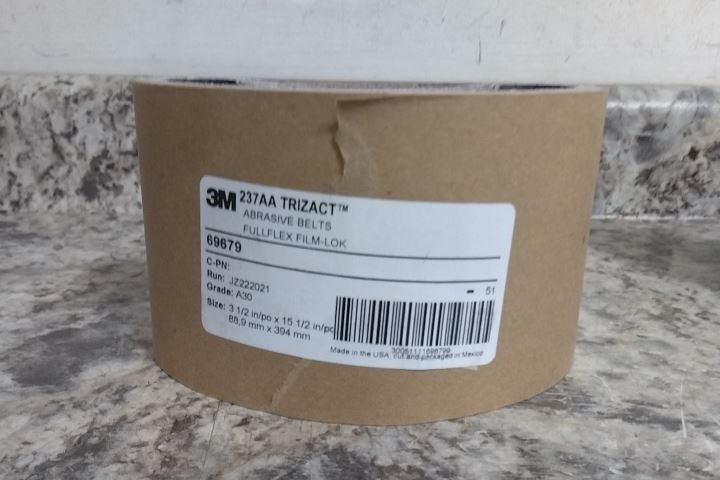 3M 237AA TRIZACT™
ABRASIVE BELTS
FULLFLEX FILM-LOK
69679
C-PN:
Run: JZ222021
Grade: A30
- 51
Size: 3 1/2 in/po x 15 1/2 in/po
88,9 mm x 394 mm
30051111696799
Made in the USA, cut and packaged in Mexico